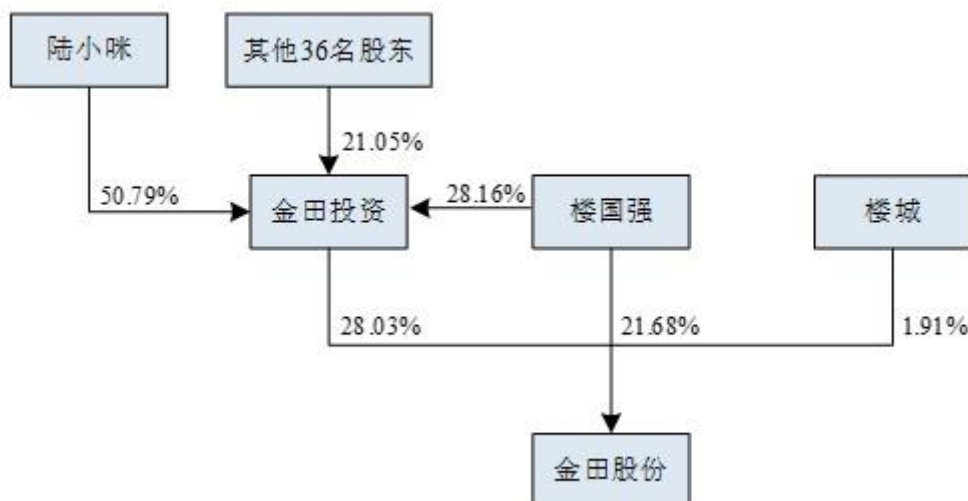 陆小咪
其他36名股东
21.05%
50.79%
金田投资
28.16%
楼国强
楼城
28.03%
21.68%
1.91%
金田股份